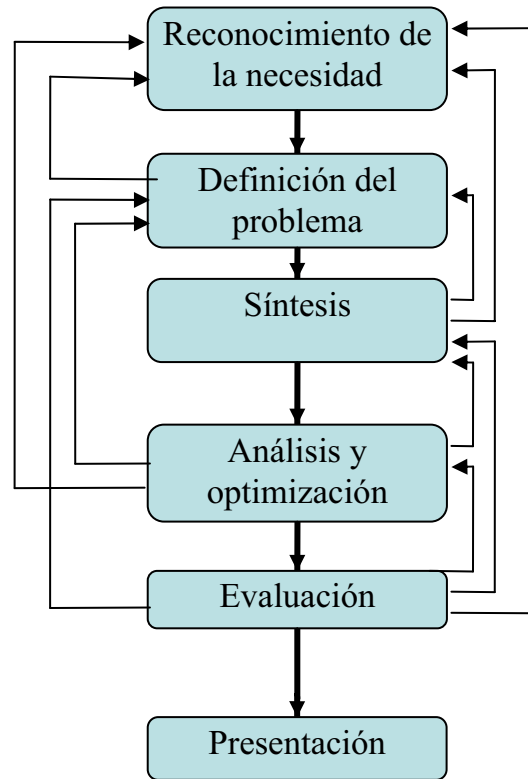 Reconocimiento de
la necesidad
Definición del
problema
Síntesis
Análisis y
optimización
Evaluación
Presentación